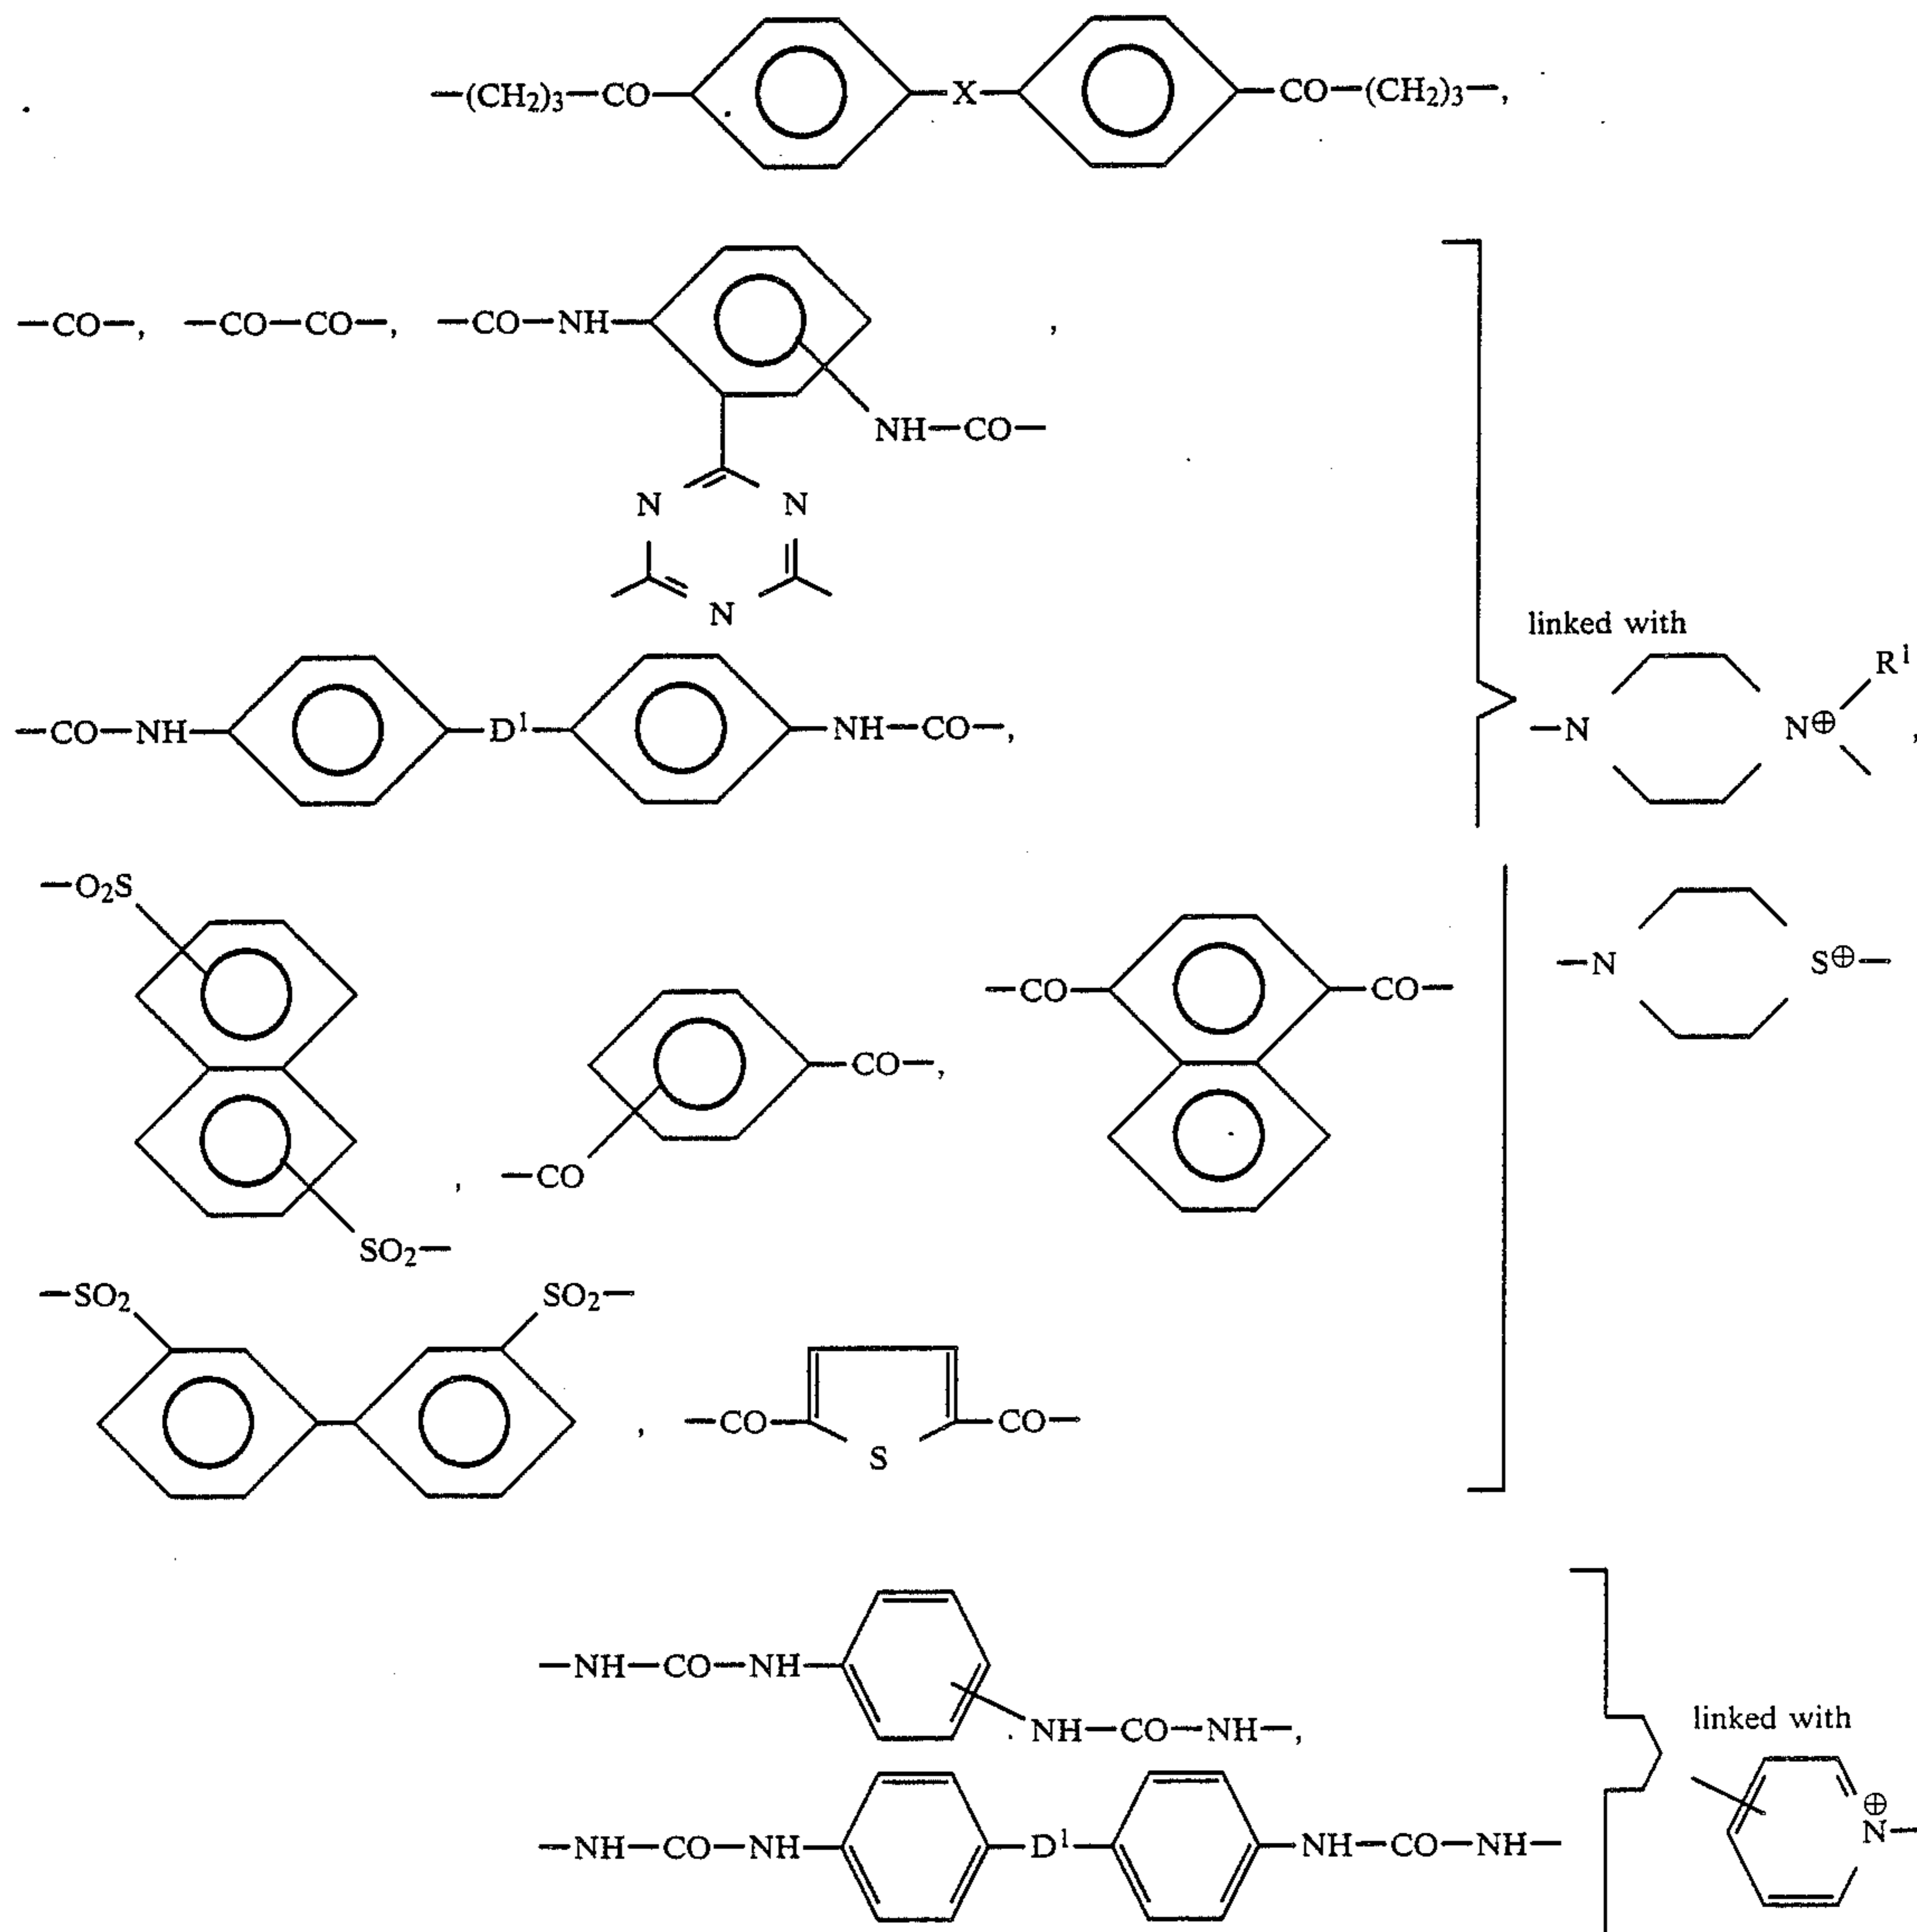 —(CH₂)₃—CO— —X— —CO—(CH₂)₃—,
—CO—, —CO—CO—, —CO—NH— ,
NH—CO—
N N
N
linked with
R¹
—CO—NH— —D¹— —NH—CO—, —N N⊕ ,
—O₂S
—N S⊕—
—CO— —CO—
—CO—,
, —CO
SO₂—
—SO₂ SO₂—
, —CO— —CO—
S
—NH—CO—NH—
NH—CO—NH—,
linked with
⊕
N—
—NH—CO—NH— —D¹— —NH—CO—NH—